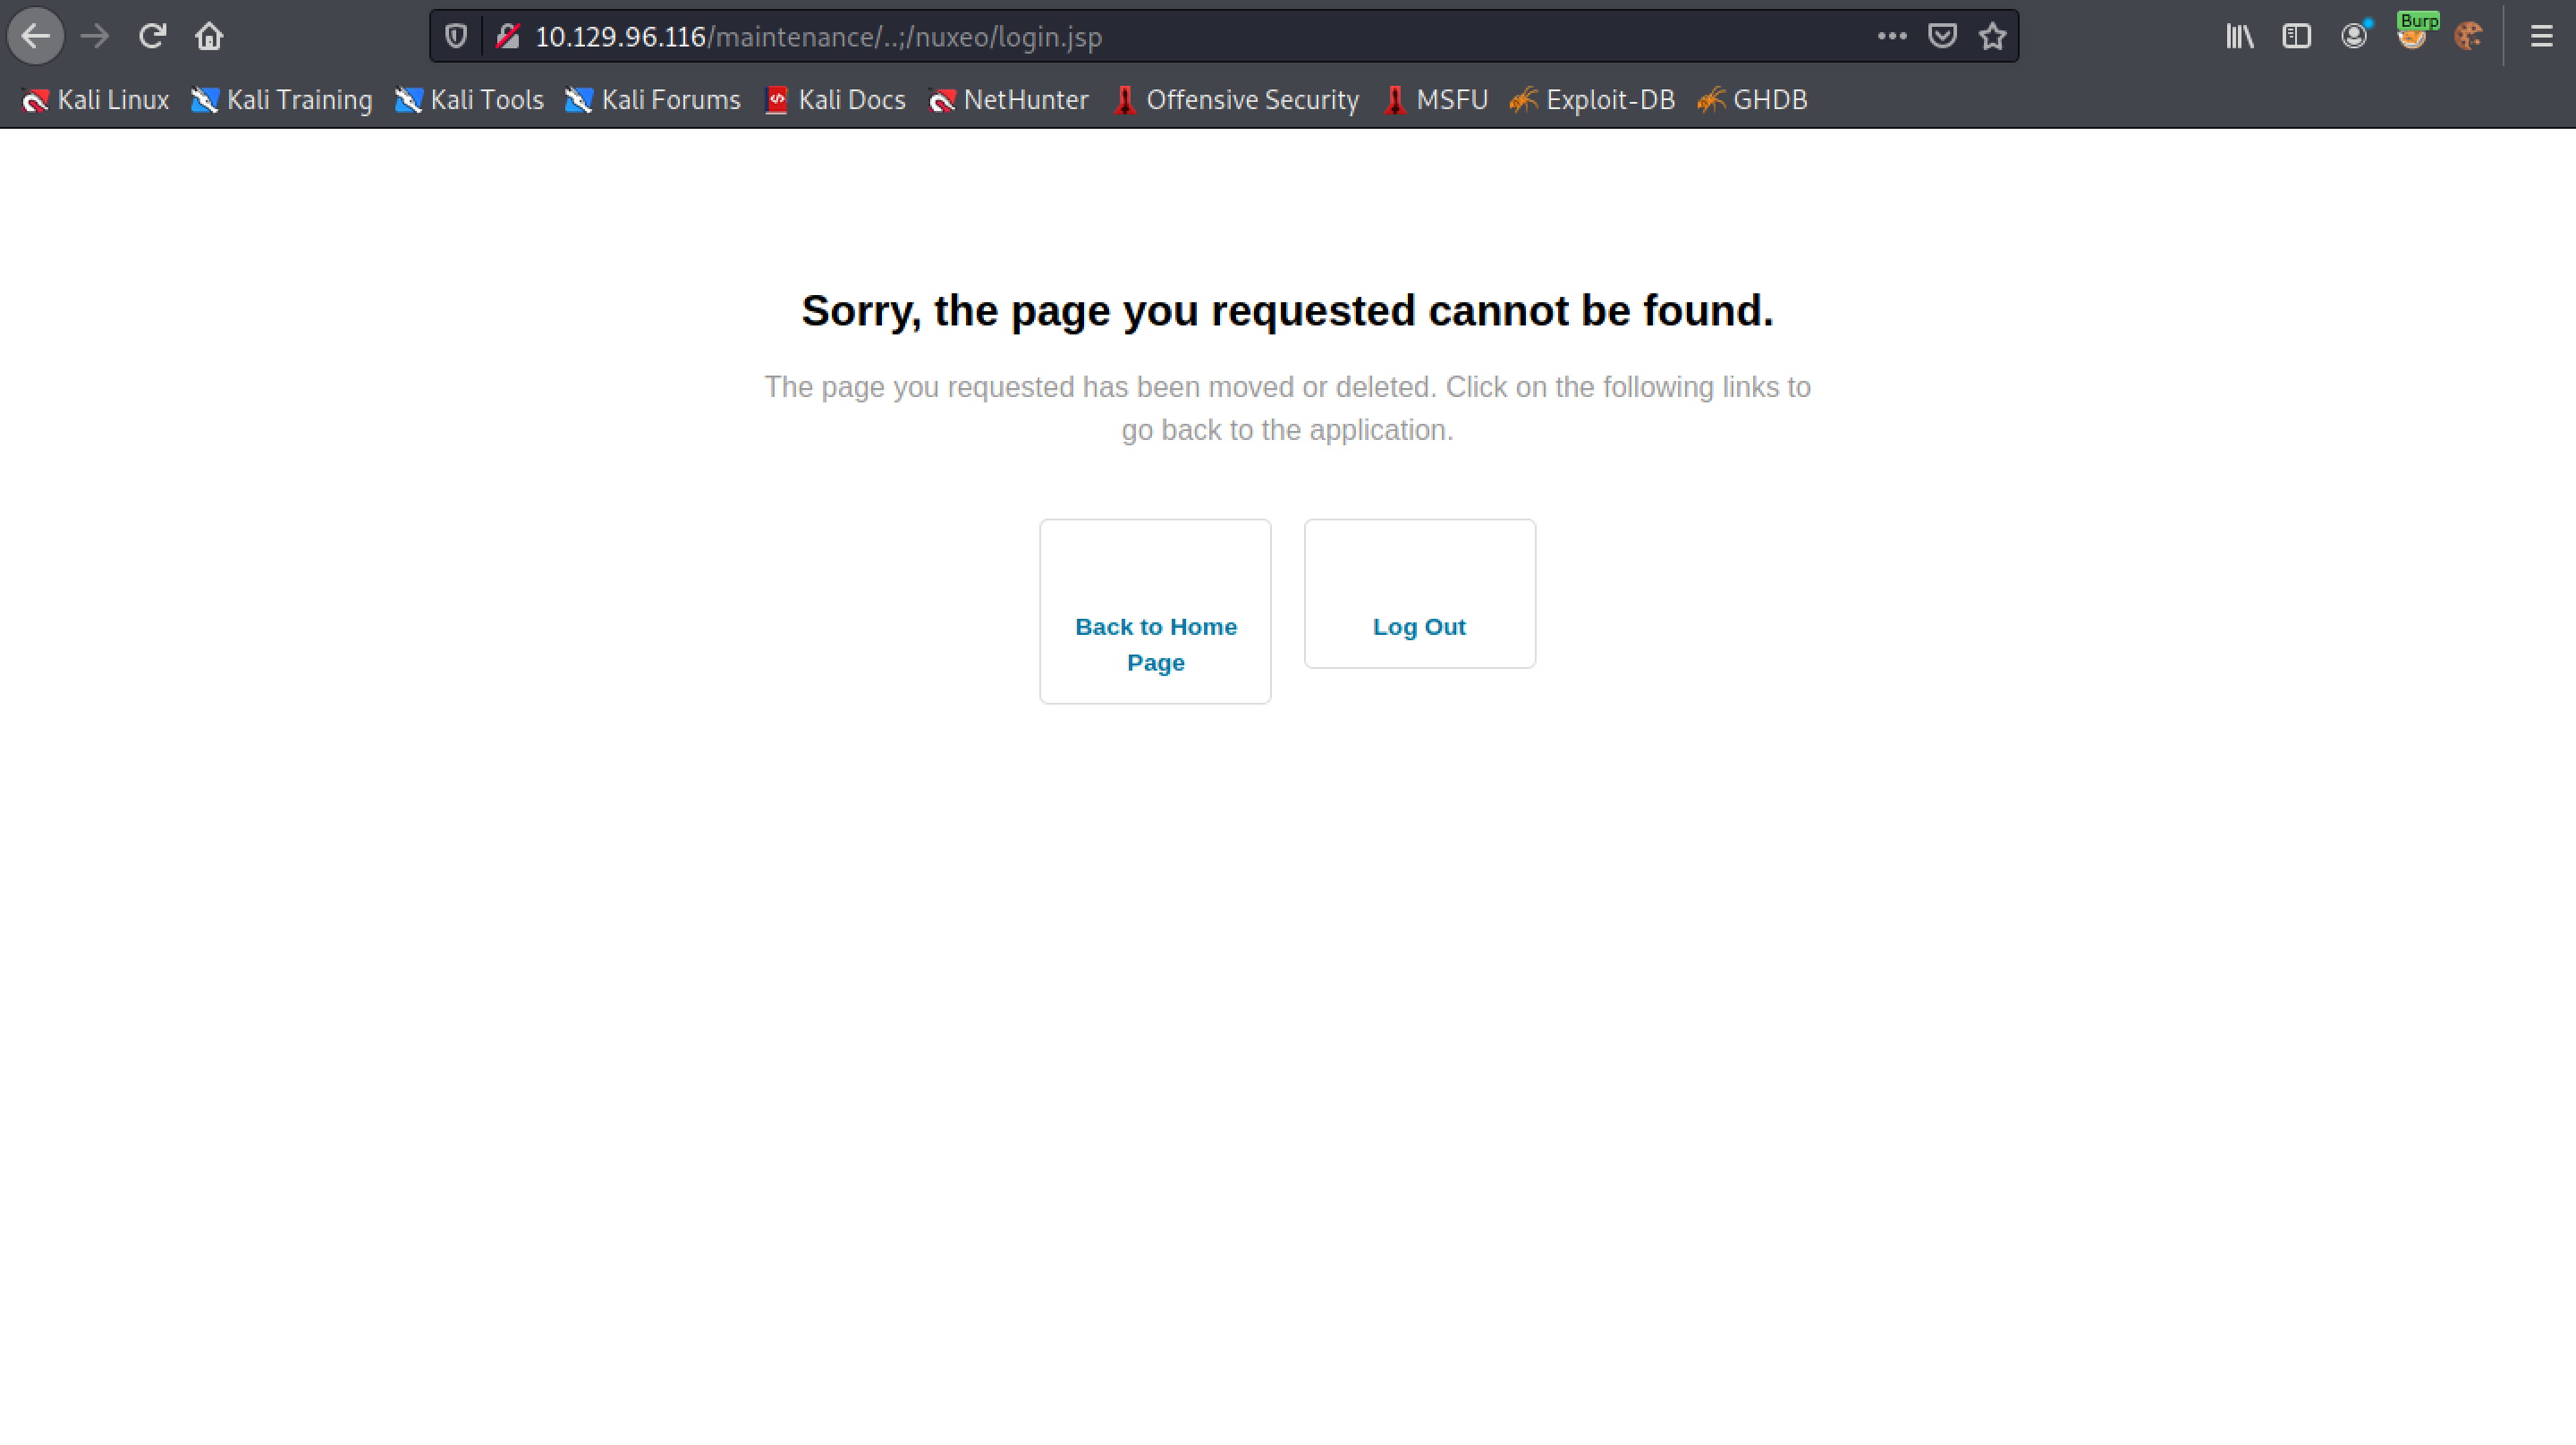 10.129.96.116/maintenance/..;/nuxeo/login.jsp
Burp
Kali Linux Kali Training Kali Tools Kali Forums Kali Docs NetHunter Offensive Security MSFU Exploit-DB GHDB
Sorry, the page you requested cannot be found.
The page you requested has been moved or deleted. Click on the following links to
go back to the application.
Back to Home
Page
Log Out